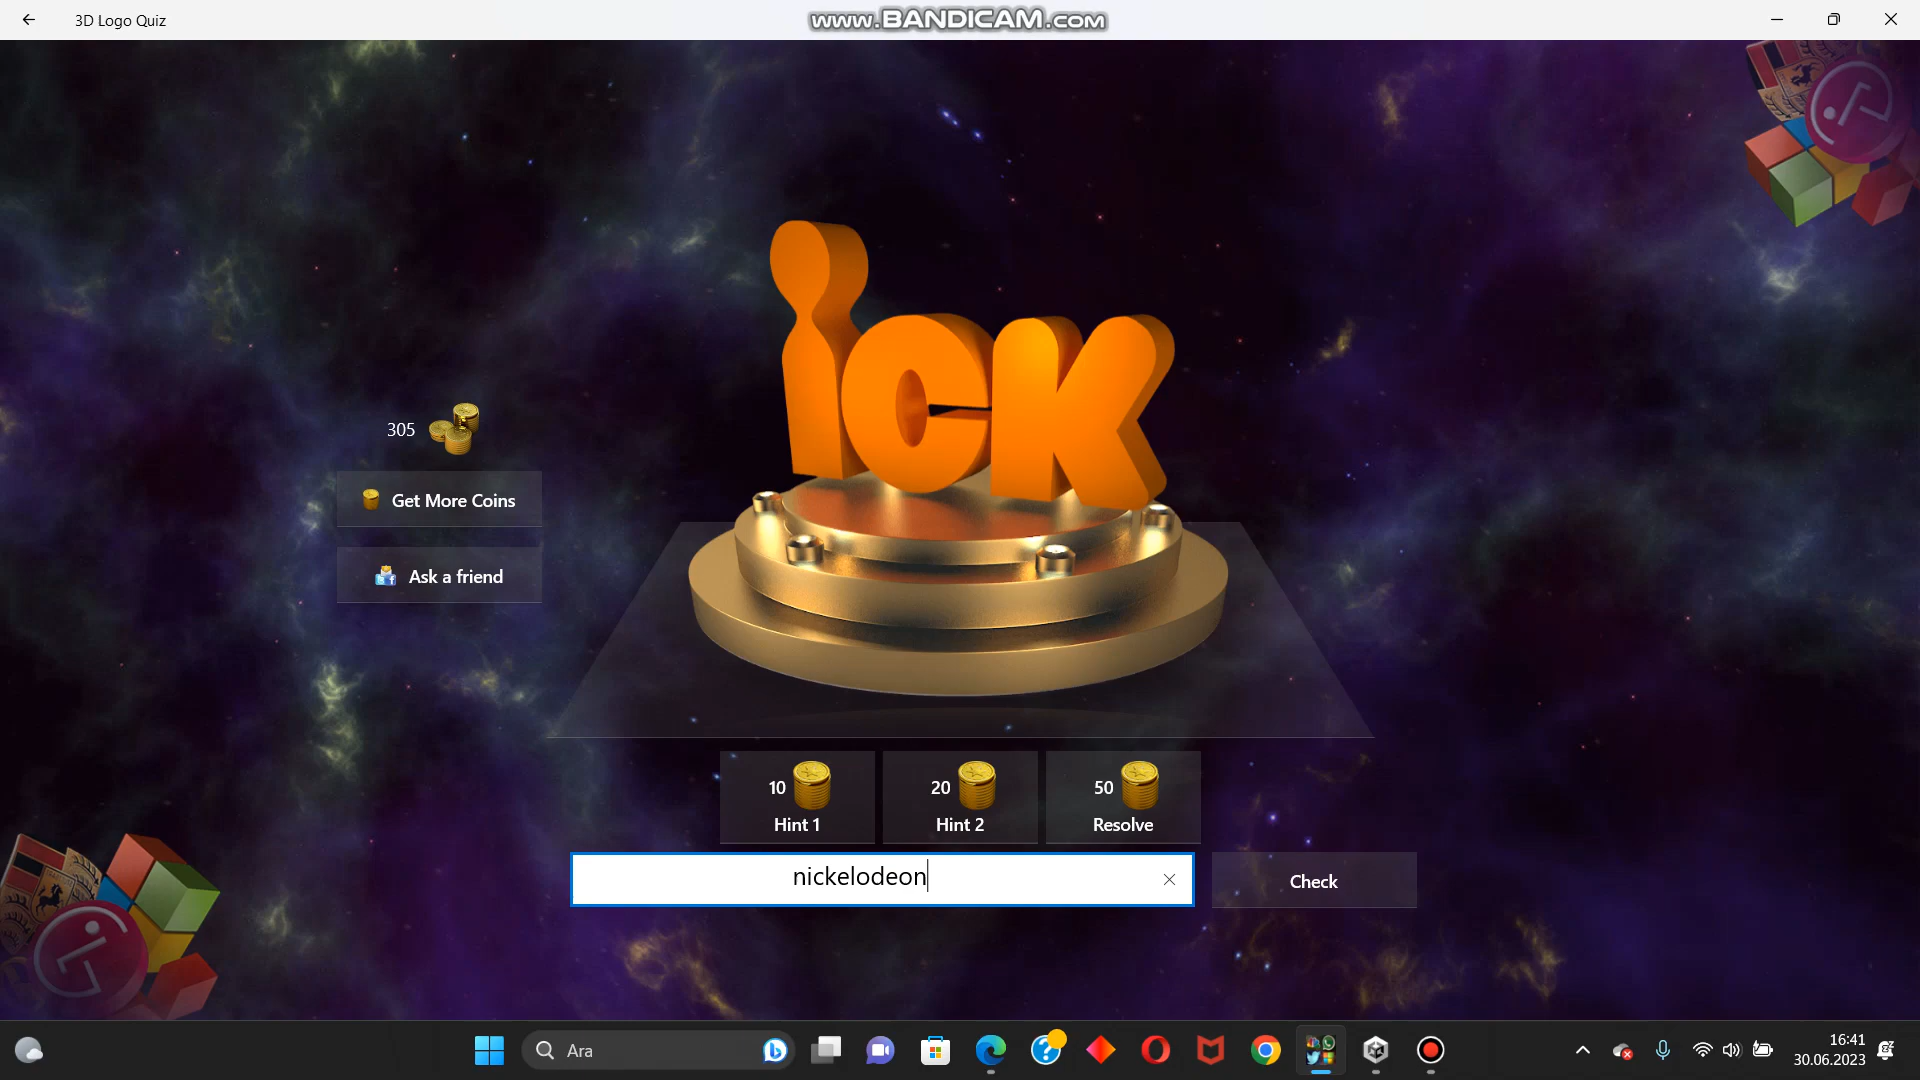 3D Logo Quiz
www.BANDICAM.com
ick
305
Get More Coins
Ask a friend
10
Hint 1
20
Hint 2
50
Resolve
nickelodeon
Check
Ara
16:41
30.06.2023